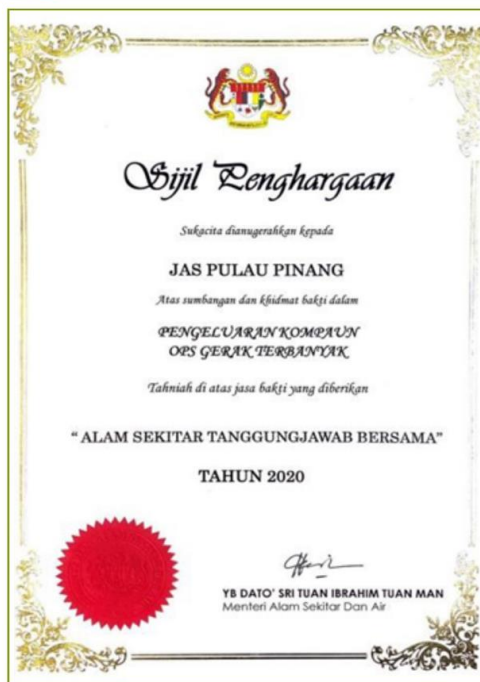 Sijil Penghargaan
Sukacita dianugerahkan kepada
JAS PULAU PINANG
Atas sumbangan dan khidmat bakti dalam
PENGELUARAN KOMPAUN
OPS GERAK TERBANYAK
Tahniah di atas jasa bakti yang diberikan
“ ALAM SEKITAR TANGGUNGJAWAB BERSAMA”
TAHUN 2020
YB DATO' SRI TUAN IBRAHIM TUAN MAN
Menteri Alam Sekitar Dan Air